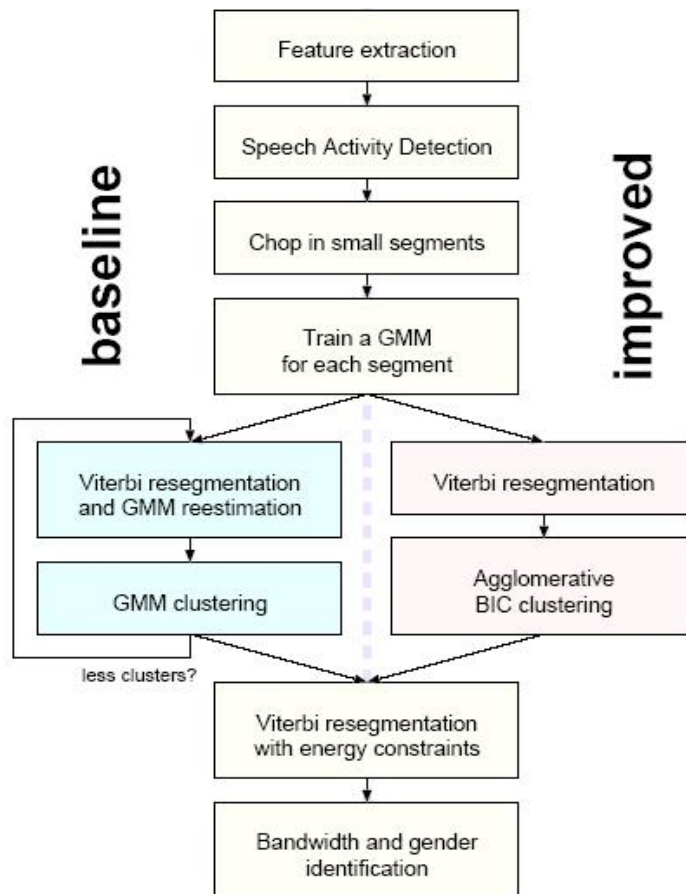 Feature extraction
Speech Activity Detection
Chop in small segments
Train a GMM
for each segment
baseline
improved
Viterbi resegmentation
and GMM reestimation
GMM clustering
less clusters?
Viterbi resegmentation
Agglomerative
BIC clustering
Viterbi resegmentation
with energy constraints
Bandwidth and gender
identification